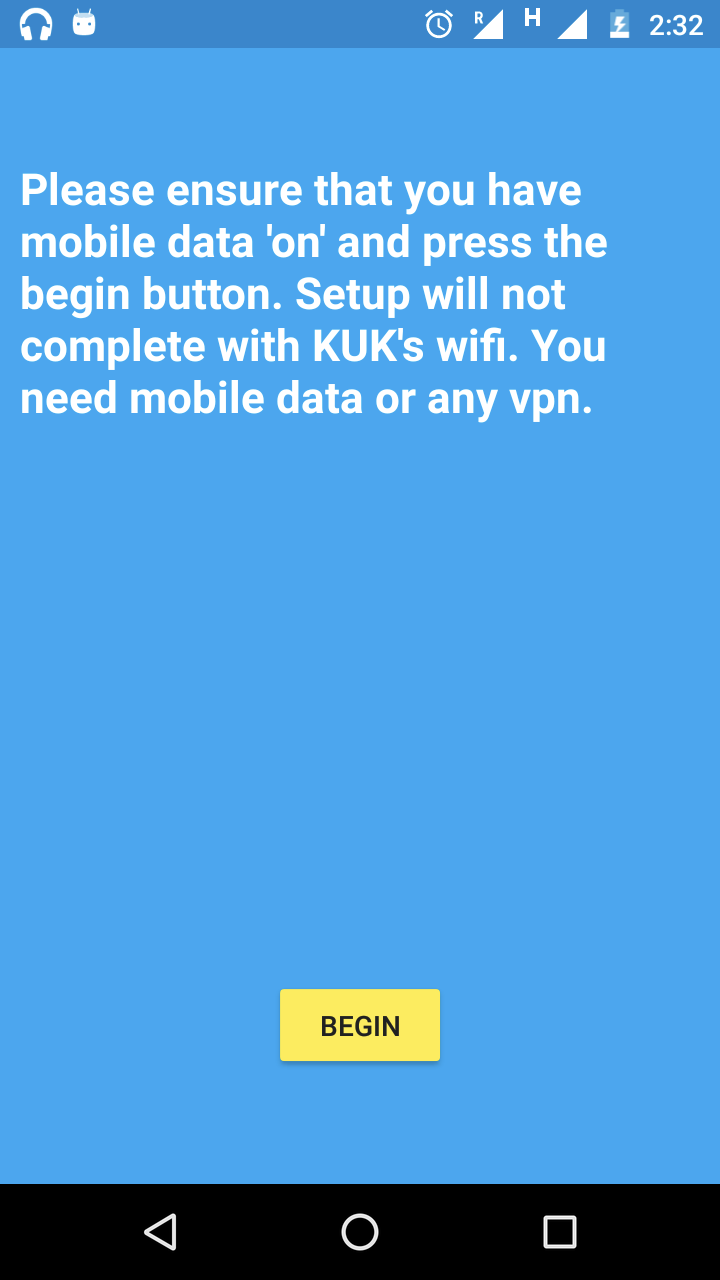 R H 2:32
Please ensure that you have
mobile data 'on' and press the
begin button. Setup will not
complete with KUK's wifi. You
need mobile data or any vpn.
BEGIN